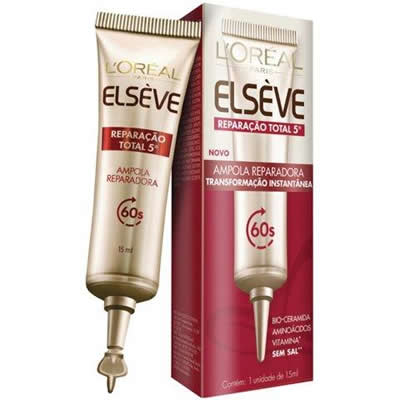 L'ORÉAL
PARIS
ELSÈVE
REPARAÇÃO
TOTAL 5+
AMPOLA
REPARADORA
60s
15 ml
L'ORÉAL
PARIS
ELSÈVE
REPARAÇÃO TOTAL 5+
NOVO
AMPOLA REPARADORA
TRANSFORMAÇÃO INSTANTÂNEA
60s
BIO-CERAMIDA
AMINOÁCIDOS
VITAMINA*
SEM SAL**
Contém: 1 unidade de 15ml